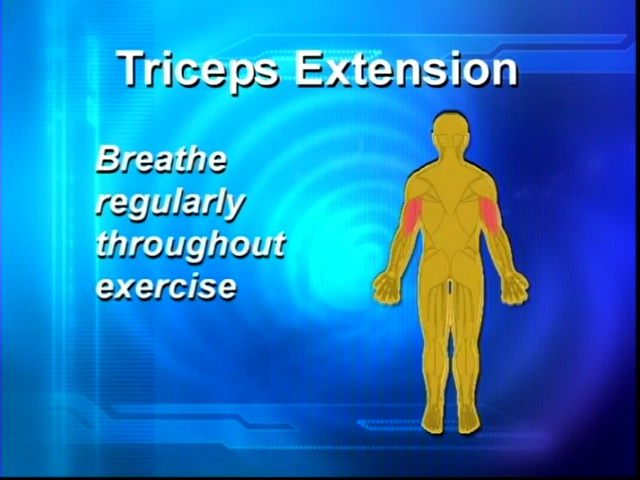 Triceps Extension
Breathe
regularly
throughout
exercise